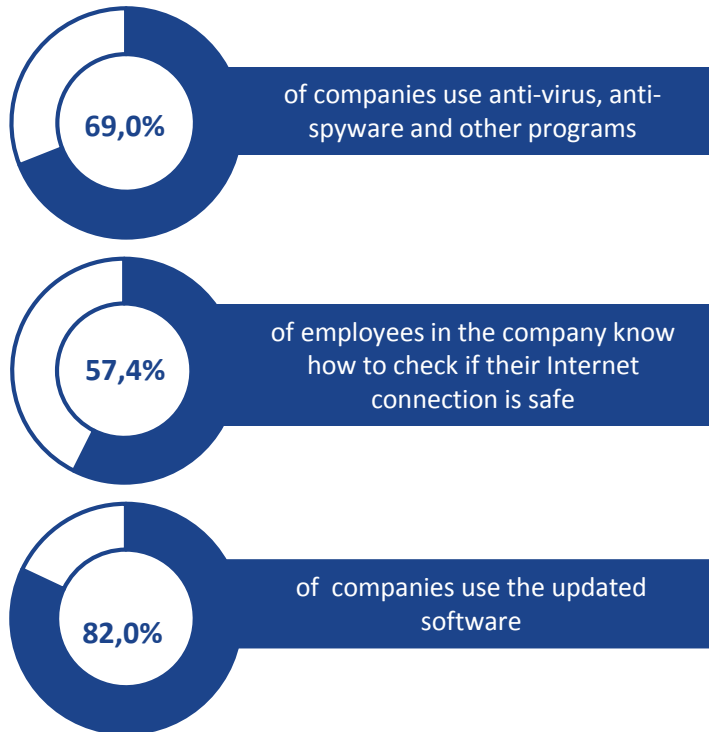 69,0%
of companies use anti-virus, anti-
spyware and other programs
57,4%
of employees in the company know
how to check if their Internet
connection is safe
82,0%
of  companies use the updated
software